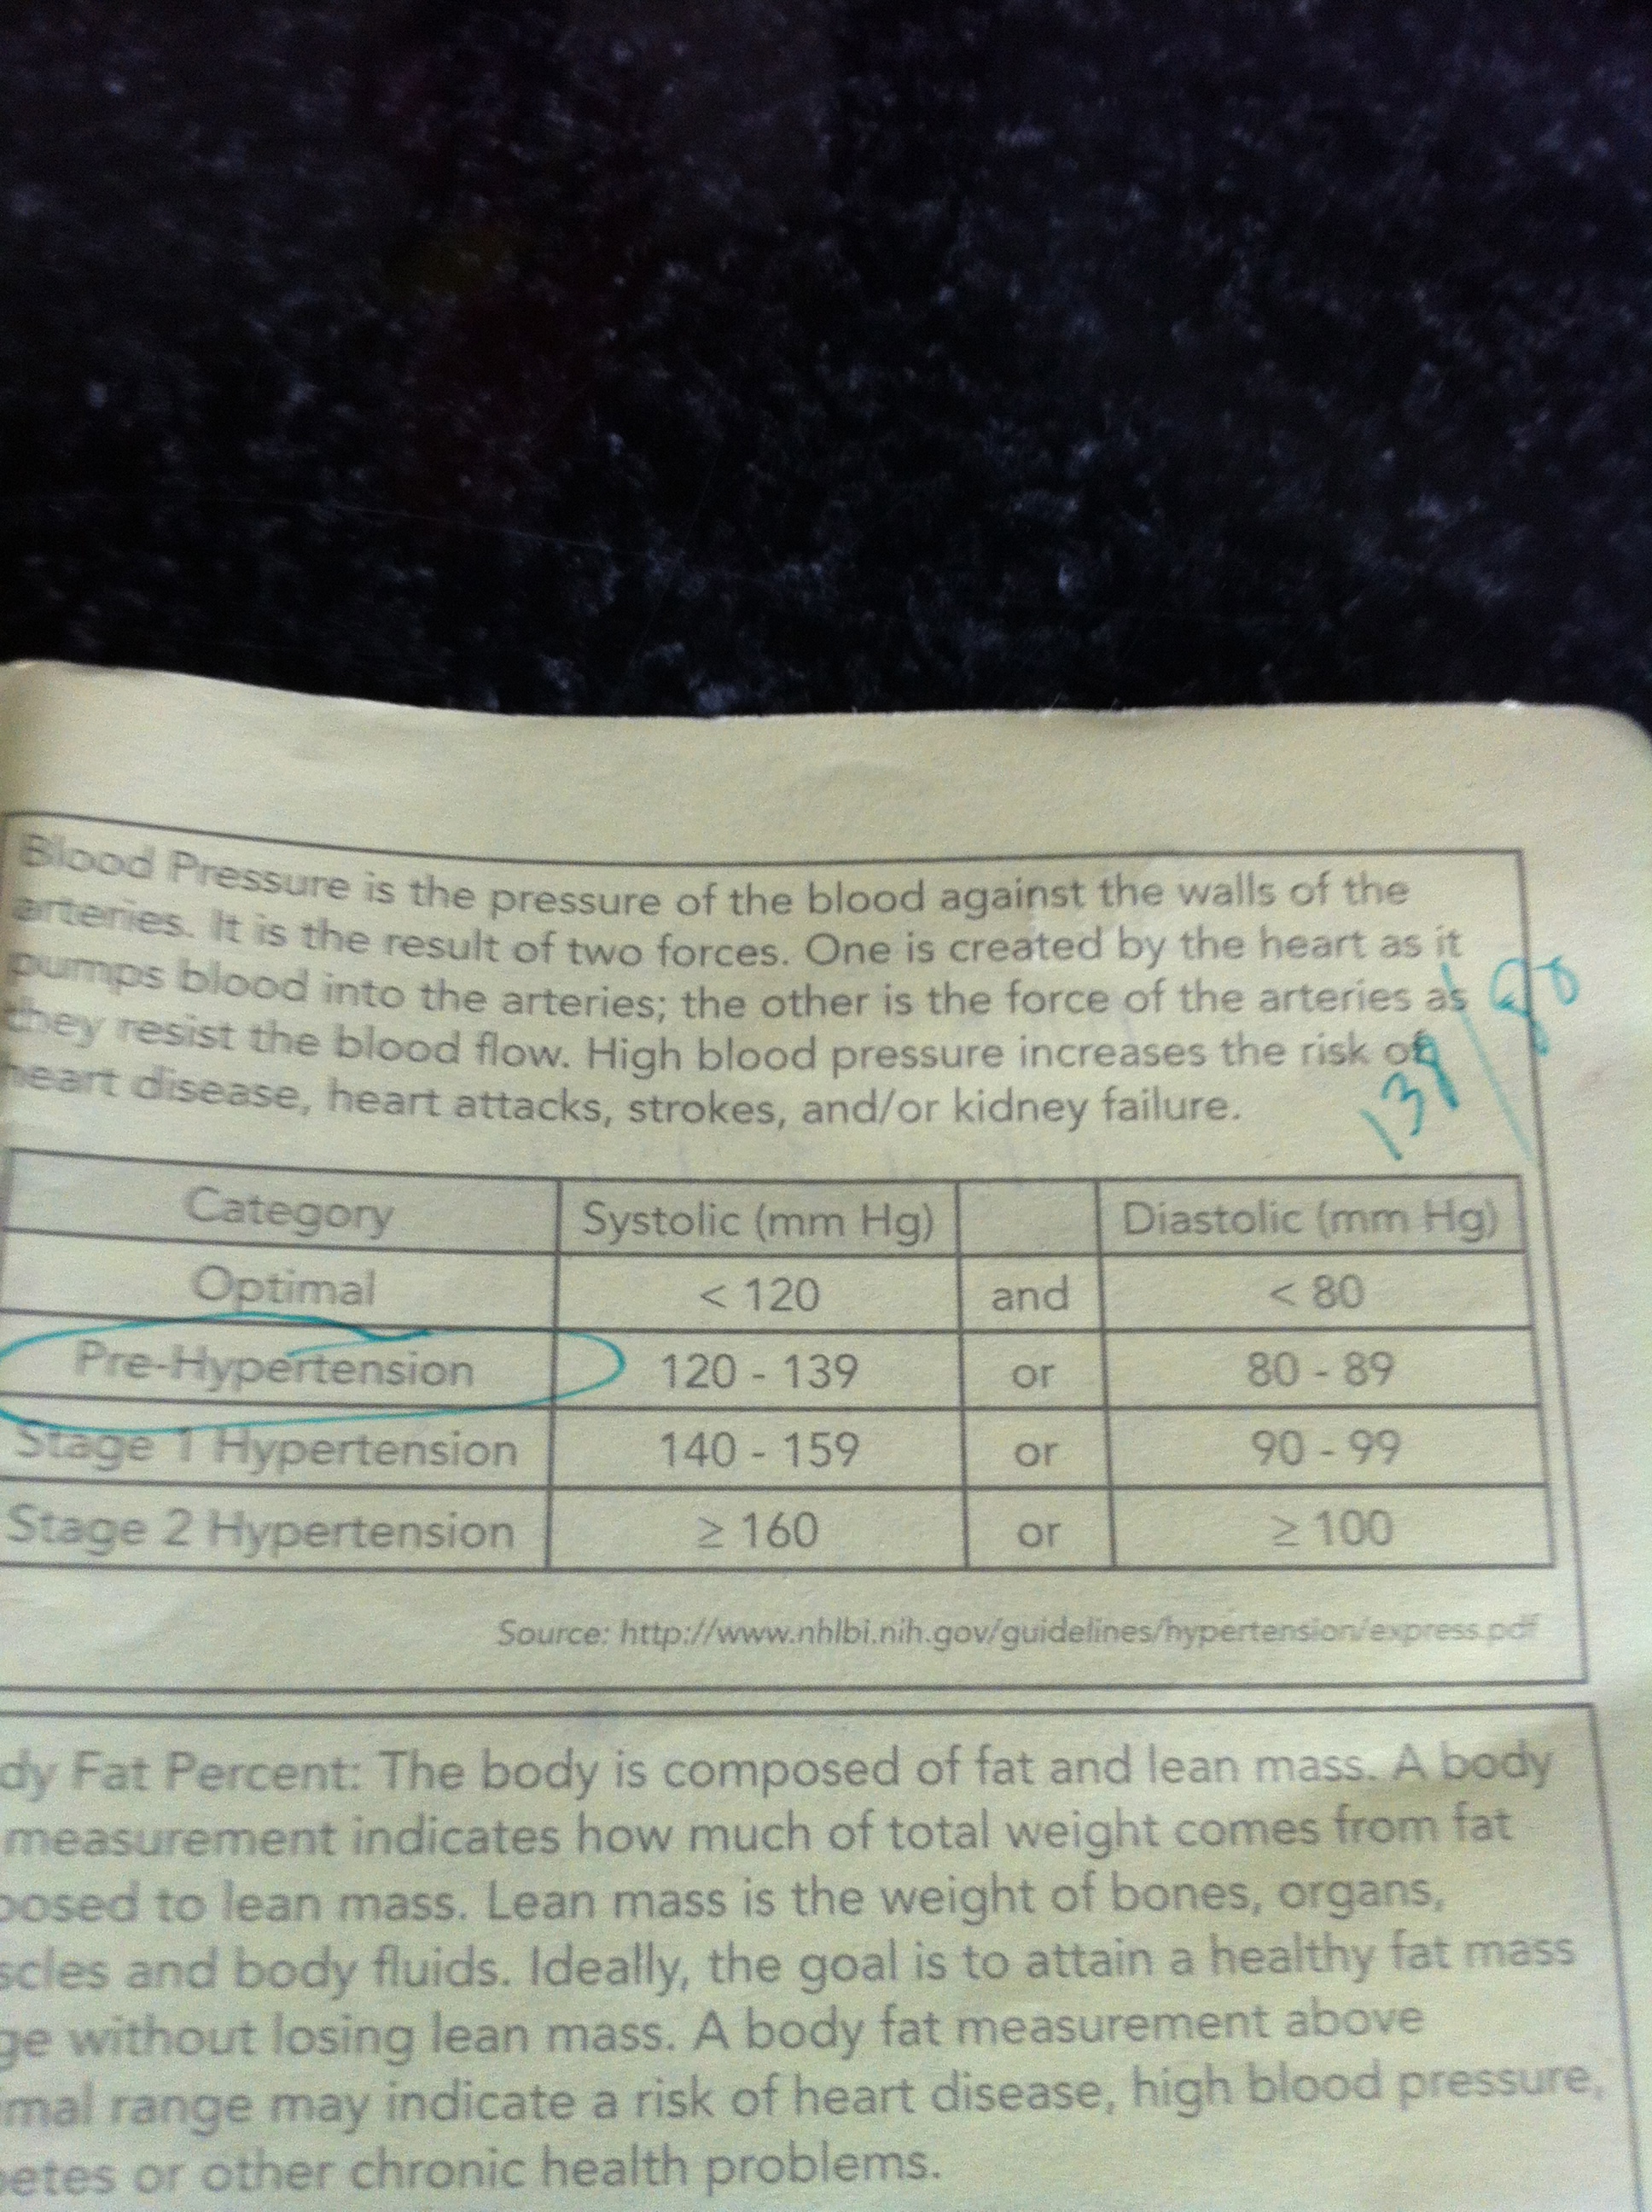 Blood Pressure is the pressure of the blood against the walls of the
arteries. It is the result of two forces. One is created by the heart as it
pumps blood into the arteries; the other is the force of the arteries as
they resist the blood flow. High blood pressure increases the risk of
heart disease, heart attacks, strokes, and/or kidney failure.
138/
Category Systolic (mm Hg) Diastolic (mm Hg)
Optimal < 120 and < 80
Pre-Hypertension 120 - 139 or 80 - 89
Stage 1 Hypertension 140 - 159 or 90 - 99
Stage 2 Hypertension ≥ 160 or ≥ 100
Source: http://www.nhlbi.nih.gov/guidelines/hypertension/express.pdf
dy Fat Percent: The body is composed of fat and lean mass. A body
measurement indicates how much of total weight comes from fat
posed to lean mass. Lean mass is the weight of bones, organs,
scles and body fluids. Ideally, the goal is to attain a healthy fat mass
ge without losing lean mass. A body fat measurement above
mal range may indicate a risk of heart disease, high blood pressure,
betes or other chronic health problems.